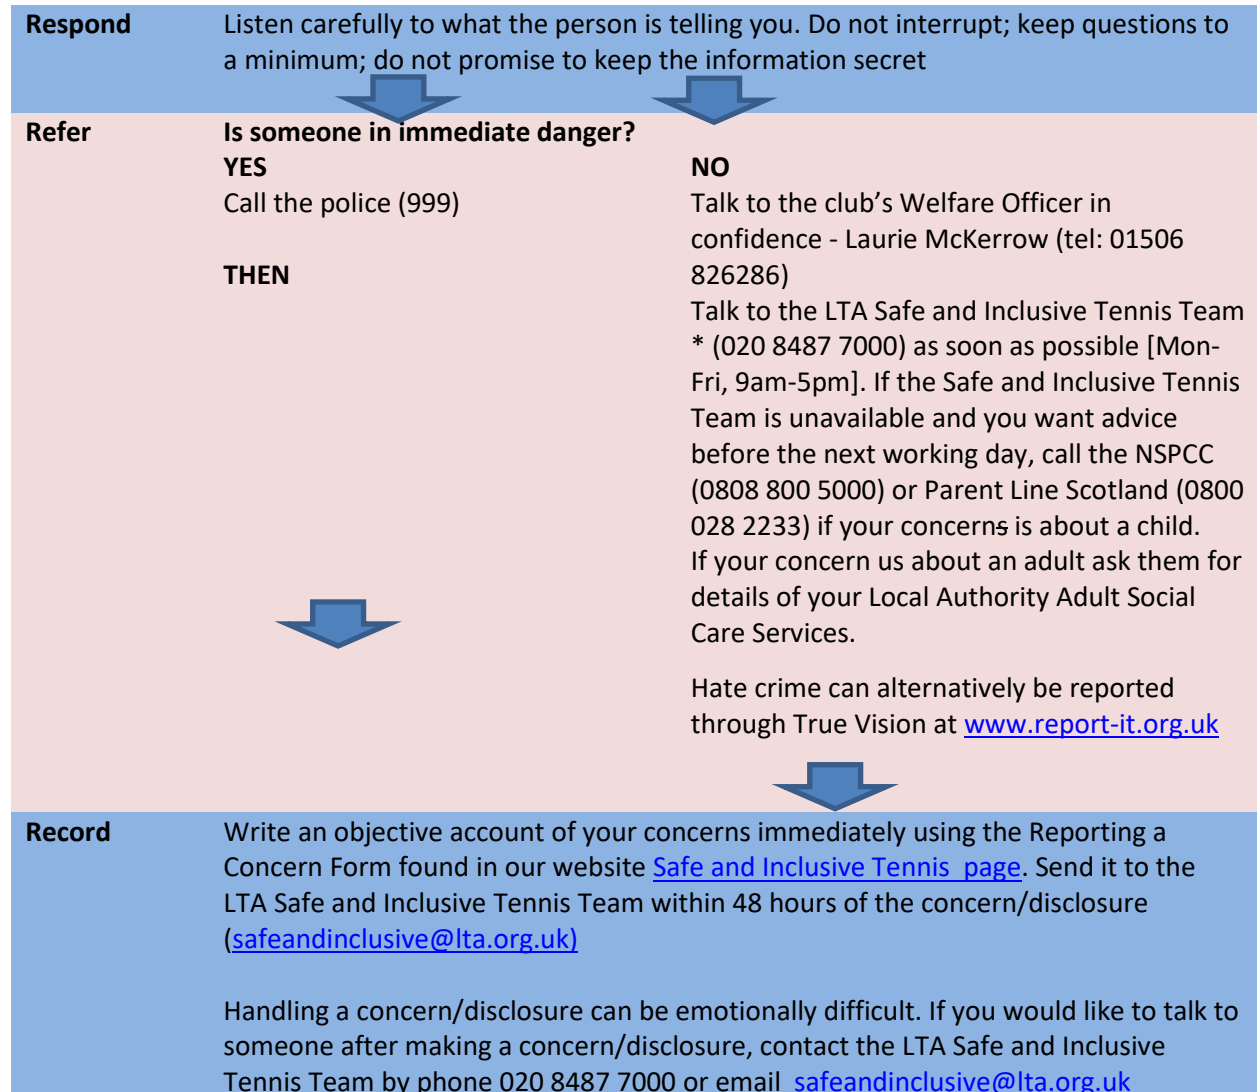 Respond
Listen carefully to what the person is telling you. Do not interrupt; keep questions to
a minimum; do not promise to keep the information secret
Refer
Is someone in immediate danger?
YES
Call the police (999)
THEN
NO
Talk to the club’s Welfare Officer in
confidence - Laurie McKerrow (tel: 01506
826286)
Talk to the LTA Safe and Inclusive Tennis Team
* (020 8487 7000) as soon as possible [Mon-
Fri, 9am-5pm]. If the Safe and Inclusive Tennis
Team is unavailable and you want advice
before the next working day, call the NSPCC
(0808 800 5000) or Parent Line Scotland (0800
028 2233) if your concerns is about a child.
If your concern us about an adult ask them for
details of your Local Authority Adult Social
Care Services.
Hate crime can alternatively be reported
through True Vision at www.report-it.org.uk
Record
Write an objective account of your concerns immediately using the Reporting a
Concern Form found in our website Safe and Inclusive Tennis  page. Send it to the
LTA Safe and Inclusive Tennis Team within 48 hours of the concern/disclosure
(safeandinclusive@lta.org.uk)
Handling a concern/disclosure can be emotionally difficult. If you would like to talk to
someone after making a concern/disclosure, contact the LTA Safe and Inclusive
Tennis Team by phone 020 8487 7000 or email  safeandinclusive@lta.org.uk